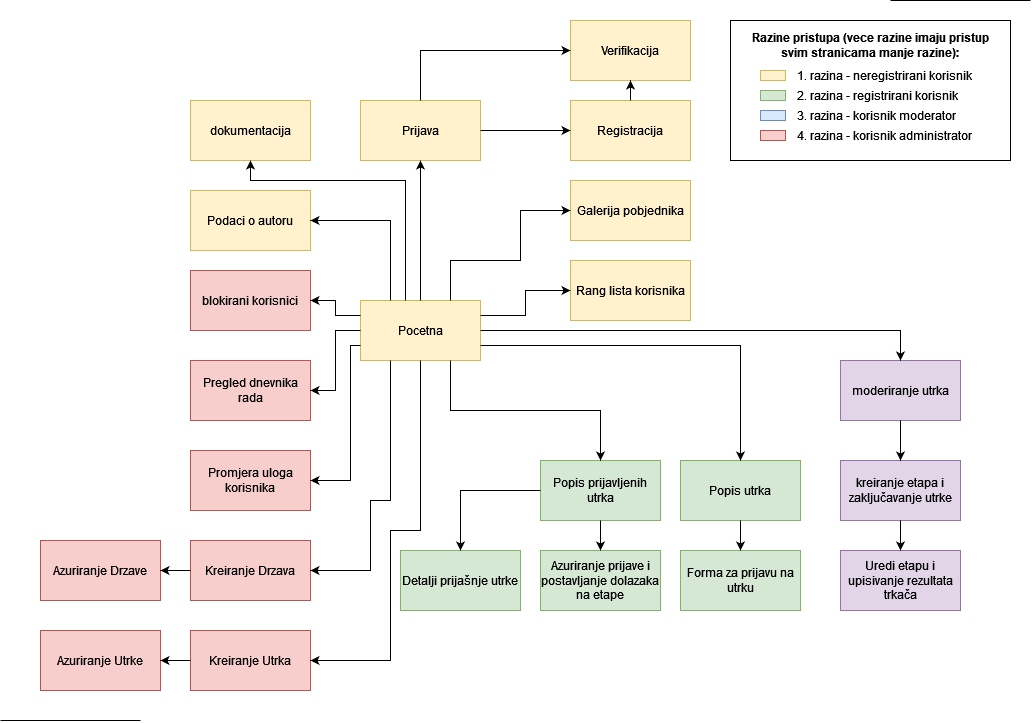 Razine pristupa (vece razine imaju pristup
svim stranicama manje razine):
1. razina - neregistrirani korisnik
2. razina - registrirani korisnik
3. razina - korisnik moderator
4. razina - korisnik administrator
Verifikacija
dokumentacija
Prijava
Registracija
Podaci o autoru
Galerija pobjednika
blokirani korisnici
Rang lista korisnika
Pocetna
Pregled dnevnika
rada
moderiranje utrka
Promjera uloga
korisnika
Popis prijavljenih
utrka
Popis utrka
kreiranje etapa i
zaključavanje utrke
Azuriranje Drzave
Kreiranje Drzava
Detalji prijašnje utrke
Azuriranje prijave i
postavljanje dolazaka
na etape
Forma za prijavu na
utrku
Uredi etapu i
upisivanje rezultata
trkača
Azuriranje Utrke
Kreiranje Utrka